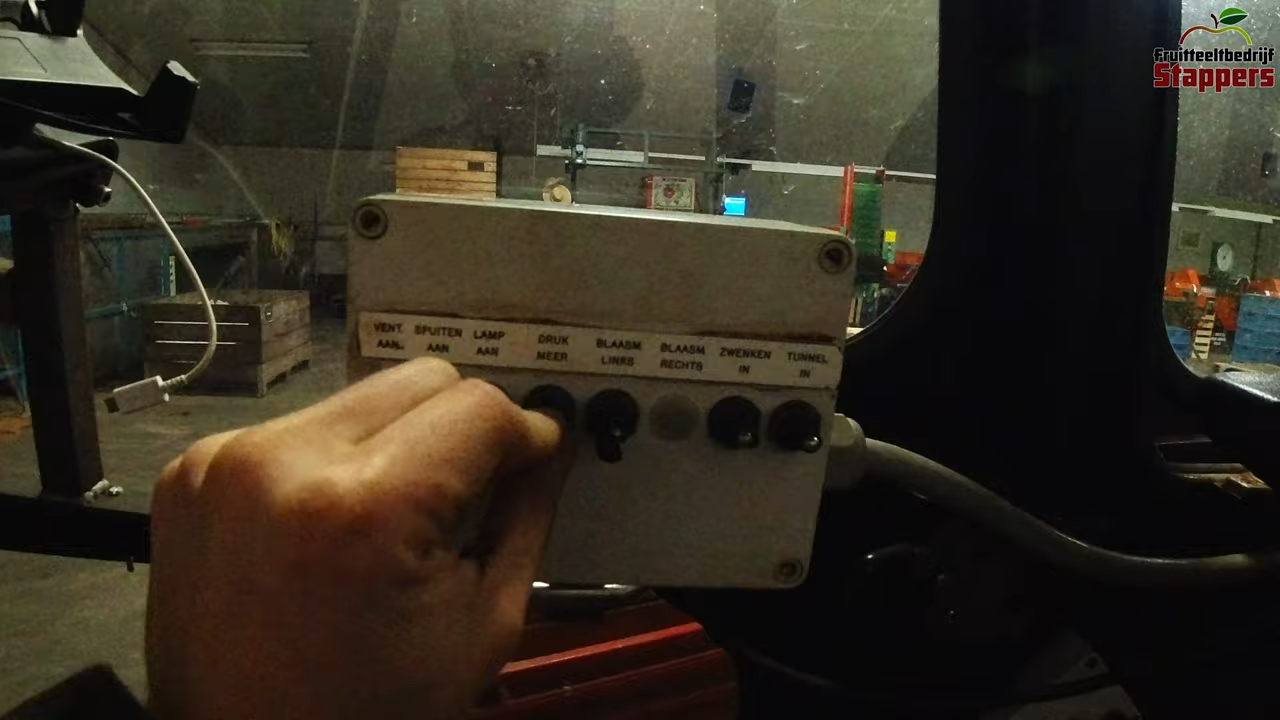 Fruitteeltbedrijf
Stappers
VENT. SPUITEN LAMP DRUK BLAASM BLAASM ZWENKEN TUNNEL
AAN. AAN AAN MEER LINKS RECHTS IN IN